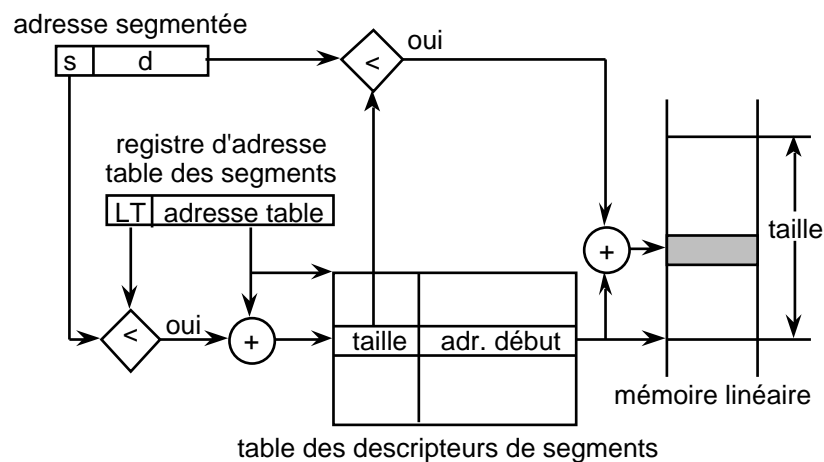 adresse segmentée
s d
< oui
registre d'adresse
table des segments
LT adresse table
taille
+
< oui +
taille adr. début
mémoire linéaire
table des descripteurs de segments